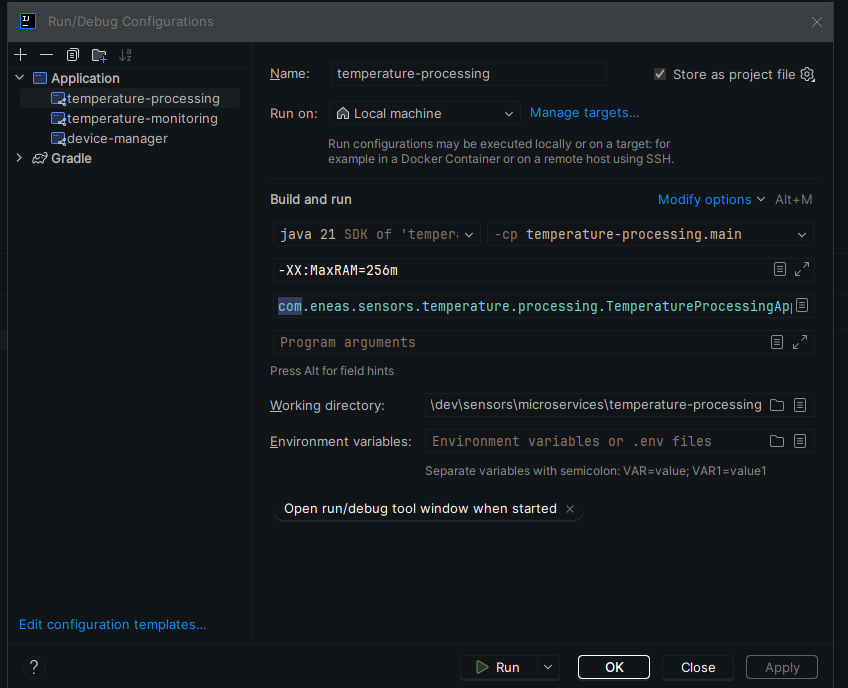 Run/Debug Configurations
Application
temperature-processing
temperature-monitoring
device-manager
Gradle
Edit configuration templates...
Name: temperature-processing
Store as project file
Run on: Local machine Manage targets...
Run configurations may be executed locally or on a target: for
example in a Docker Container or on a remote host using SSH.
Build and run Modify options Alt+M
java 21 SDK of 'temper -cp temperature-processing.main
-XX:MaxRAM=256m
com.eneas.sensors.temperature.processing.TemperatureProcessingApp
Program arguments
Press Alt for field hints
Working directory: \dev\sensors\microservices\temperature-processing
Environment variables: Environment variables or .env files
Separate variables with semicolon: VAR=value; VAR1=value1
Open run/debug tool window when started
? Run OK Close Apply